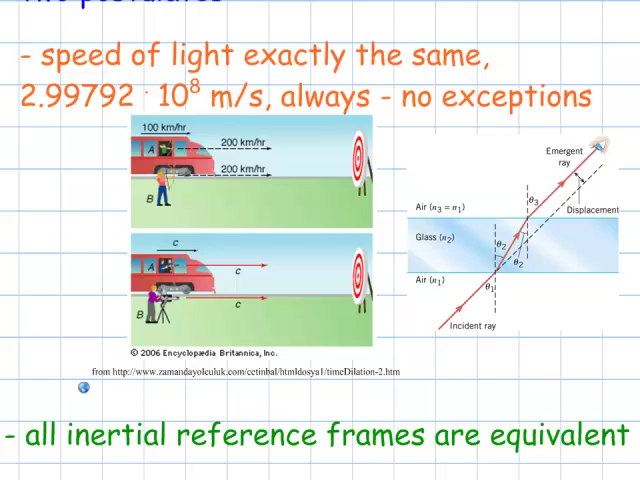 Two postulates
- speed of light exactly the same,
2.99792 · 10⁸ m/s, always - no exceptions
100 km/hr
A
200 km/hr
200 km/hr
B
c
A
c
c
B
© 2006 Encyclopædia Britannica, Inc.
Emergent
ray
θ₃
Displacement
Air (n₃ = n₁)
Glass (n₂)
θ₂
θ₂
Air (n₁)
θ₁
Incident ray
from http://www.zamandayolculuk.com/cetinbal/htmldosya1/timeDilation-2.htm
- all inertial reference frames are equivalent